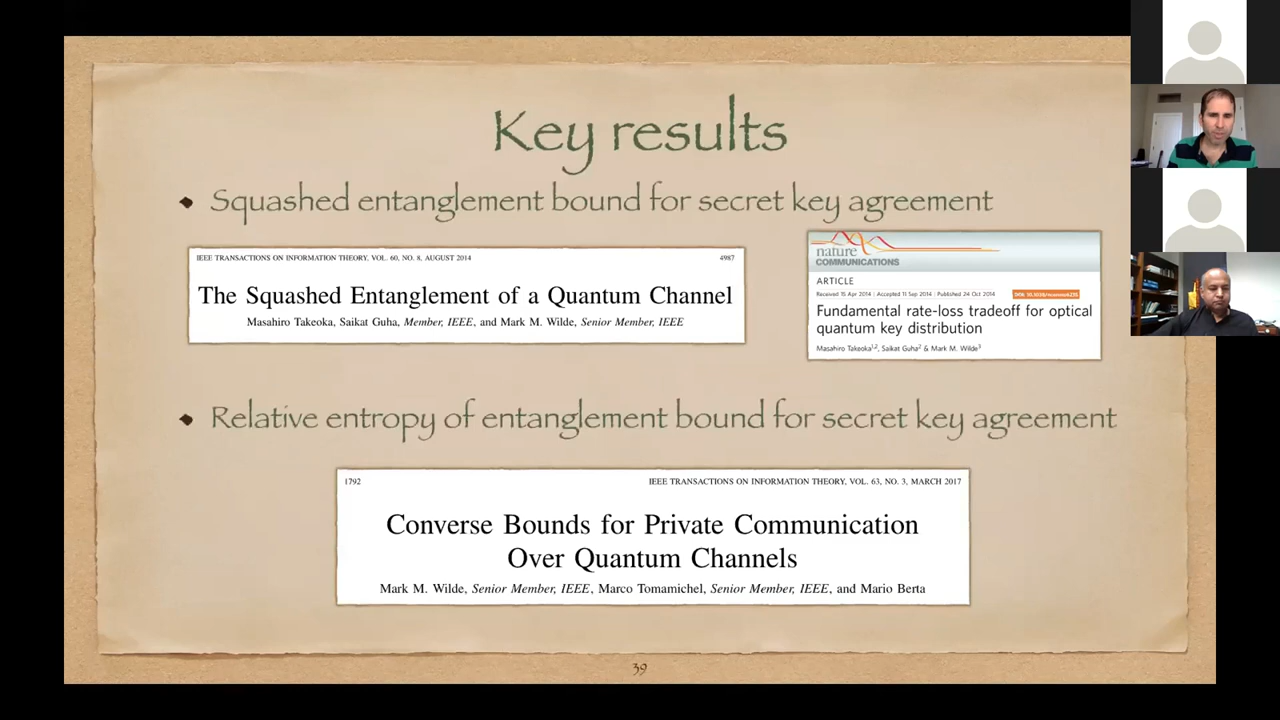 Key results
Squashed entanglement bound for secret key agreement
IEEE TRANSACTIONS ON INFORMATION THEORY, VOL. 60, NO. 8, AUGUST 2014 4987
The Squashed Entanglement of a Quantum Channel
Masahiro Takeoka, Saikat Guha, Member, IEEE, and Mark M. Wilde, Senior Member, IEEE
nature
COMMUNICATIONS
ARTICLE
Received 15 Apr 2014 | Accepted 11 Sep 2014 | Published 24 Oct 2014
Fundamental rate-loss tradeoff for optical
quantum key distribution
Masahiro Takeoka1,2, Saikat Guha2 & Mark M. Wilde3
Relative entropy of entanglement bound for secret key agreement
1792 IEEE TRANSACTIONS ON INFORMATION THEORY, VOL. 63, NO. 3, MARCH 2017
Converse Bounds for Private Communication
Over Quantum Channels
Mark M. Wilde, Senior Member, IEEE, Marco Tomamichel, Senior Member, IEEE, and Mario Berta
39